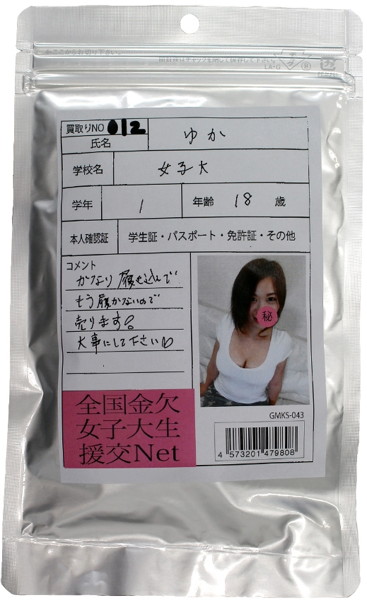 買取りNO 012
氏名 ゆか
学校名 女子大
学年 1 年齢 18 歳
本人確認証 学生証・パスポート・免許証・その他
コメント
かなり履き込んで
もう履かないので
売ります。
大事にして下さい
㊙
GMKS-043
全国金欠
女子大生
援交Net
4 573201 479808